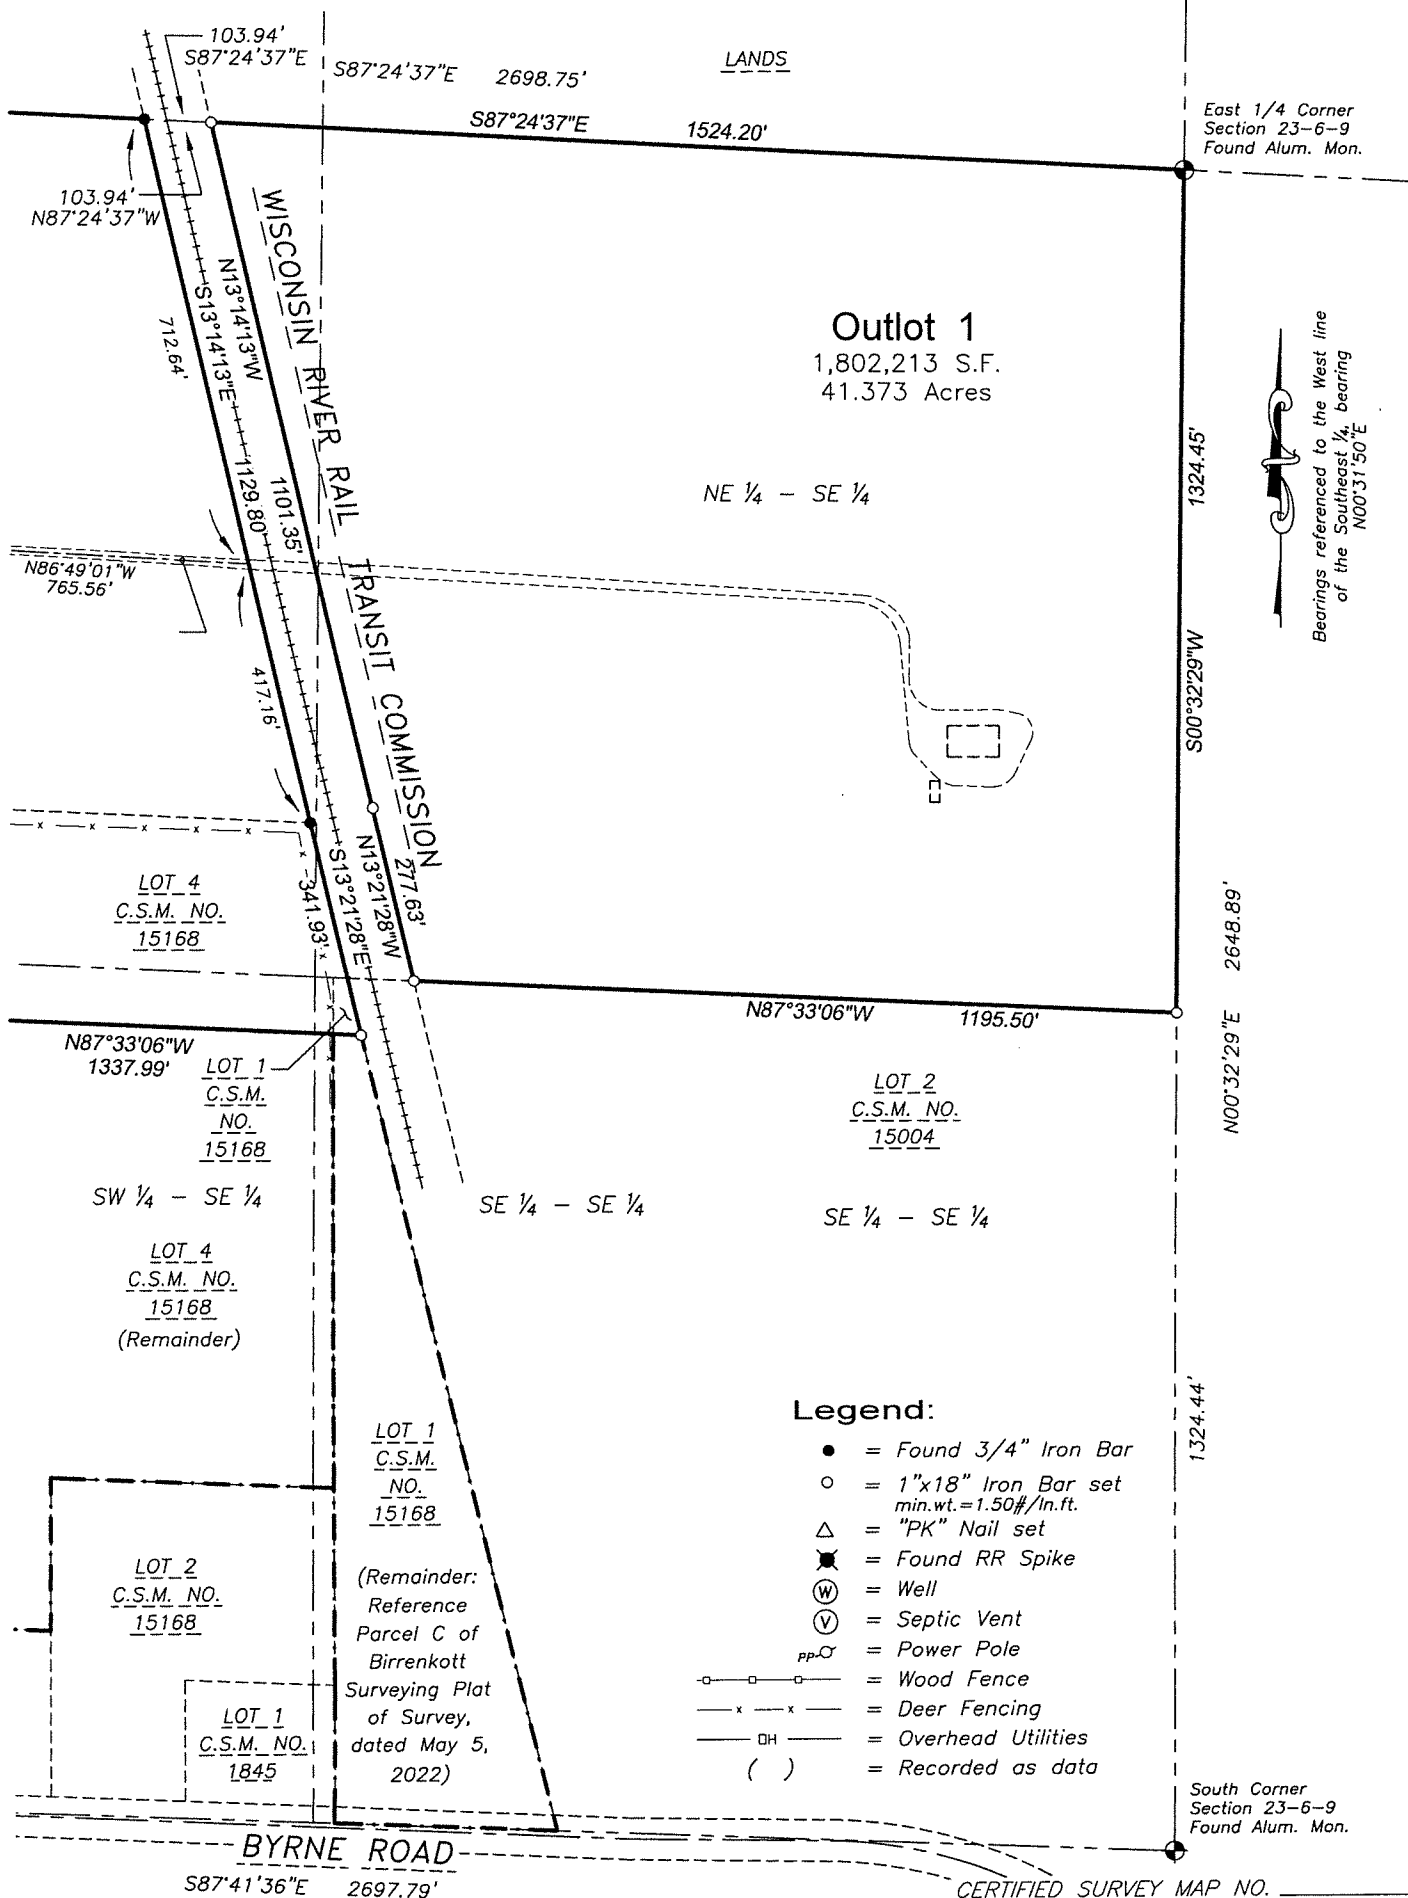 103.94'
S87°24'37"E
S87°24'37"E 2698.75'
LANDS
S87°24'37"E 1524.20'
East 1/4 Corner
Section 23-6-9
Found Alum. Mon.
103.94'
N87°24'37"W
WISCONSIN RIVER RAIL TRANSIT COMMISSION
N13°14'13"W
1101.35'
S13°14'13"E
1129.80'
712.64'
Outlot 1
1,802,213 S.F.
41.373 Acres
NE ¼ - SE ¼
1324.45'
S00°32'29"W
Bearings referenced to the West line
of the Southeast ¼, bearing
N00°31'50"E
N86°49'01"W
765.56'
417.16'
N13°21'28"W
277.63'
S13°21'28"E
341.93'
LOT 4
C.S.M. NO.
15168
N87°33'06"W 1195.50'
N00°32'29"E 2648.89'
N87°33'06"W
1337.99'
LOT 1
C.S.M.
NO.
15168
LOT 2
C.S.M. NO.
15004
SW ¼ - SE ¼
SE ¼ - SE ¼
SE ¼ - SE ¼
LOT 4
C.S.M. NO.
15168
(Remainder)
1324.44'
LOT 1
C.S.M.
NO.
15168
(Remainder:
Reference
Parcel C of
Birrenkott
Surveying Plat
of Survey,
dated May 5,
2022)
LOT 2
C.S.M. NO.
15168
LOT 1
C.S.M. NO.
1845
Legend:
= Found 3/4" Iron Bar
= 1"x18" Iron Bar set
min.wt.=1.50#/ln.ft.
= "PK" Nail set
= Found RR Spike
W = Well
V = Septic Vent
PP = Power Pole
= Wood Fence
x x = Deer Fencing
OH = Overhead Utilities
( ) = Recorded as data
South Corner
Section 23-6-9
Found Alum. Mon.
BYRNE ROAD
S87°41'36"E 2697.79'
CERTIFIED SURVEY MAP NO.